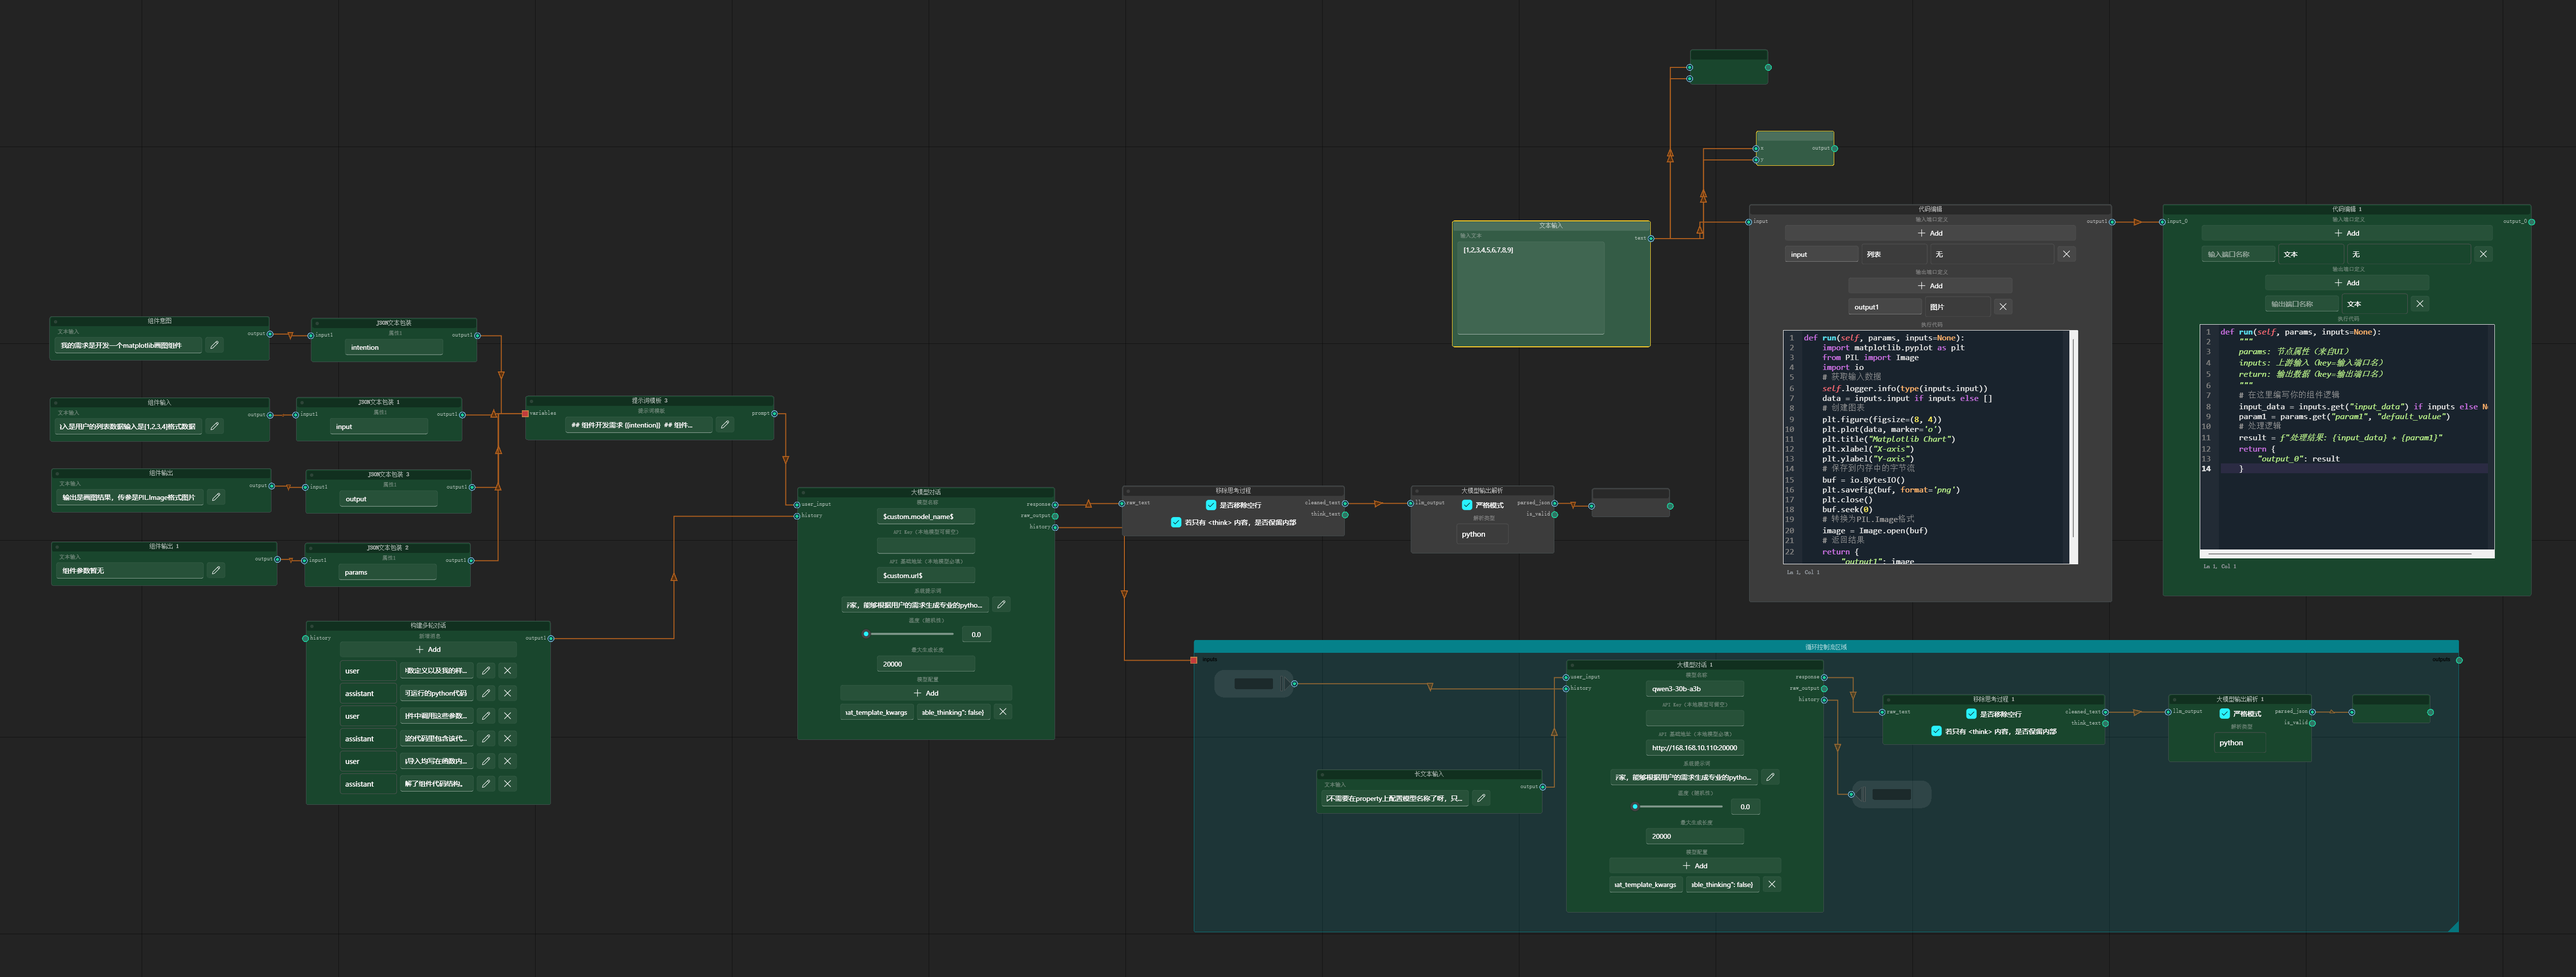 组件意图
文本输入
output
我的需求是开发一个matplotlib画图组件
JSON文本包装
属性1
input1
output1
intention
组件输入
文本输入
output
入是用户的列表数据输入是[1,2,3,4]格式数据
JSON文本包装 1
属性1
input1
output1
input
组件输出
文本输入
output
输出是画图结果，传参是PIL.Image格式图片
JSON文本包装 3
属性1
input1
output1
output
组件输出 1
文本输入
output
组件参数暂无
JSON文本包装 2
属性1
input1
output1
params
提示词模板 3
提示词模板
variables
prompt
## 组件开发需求 {{intention}} ## 组件...
构建多轮对话
新增消息
history
output1
Add
user
数定义以及我的样...
assistant
可运行的python代码
user
件中调用这些参数...
assistant
的代码里包含该代...
user
导入均写在函数内...
assistant
解了组件代码结构。
大模型对话
模型名称
user_input
response
$custom.model_name$
history
raw_output
history
API Key（本地模型可留空）
API 基础地址（本地模型必填）
$custom.url$
系统提示词
家，能够根据用户的需求生成专业的pytho...
温度（随机性）
0.0
最大生成长度
20000
模型配置
Add
at_template_kwargs
able_thinking": false}
移除思考过程
raw_text
是否移除空行
cleaned_text
think_text
若只有 <think> 内容，是否保留内部
大模型输出解析
llm_output
严格模式
parsed_json
is_valid
解析类型
python
文本输入
输入文本
text
[1,2,3,4,5,6,7,8,9]
x
output
y
代码编辑
输入端口定义
input
output1
Add
input
列表
无
输出端口定义
Add
output1
图片
执行代码
1 def run(self, params, inputs=None):
2 import matplotlib.pyplot as plt
3 from PIL import Image
4 import io
5 # 获取输入数据
6 self.logger.info(type(inputs.input))
7 data = inputs.input if inputs else []
8 # 创建图表
9 plt.figure(figsize=(8, 4))
10 plt.plot(data, marker='o')
11 plt.title("Matplotlib Chart")
12 plt.xlabel("X-axis")
13 plt.ylabel("Y-axis")
14 # 保存到内存中的字节流
15 buf = io.BytesIO()
16 plt.savefig(buf, format='png')
17 plt.close()
18 buf.seek(0)
19 # 转换为PIL.Image格式
20 image = Image.open(buf)
21 # 返回结果
22 return {
"output1": image
Ln 1, Col 1
代码编辑 1
输入端口定义
input_0
output_0
Add
输入端口名称
文本
无
输出端口定义
Add
输出端口名称
文本
执行代码
1 def run(self, params, inputs=None):
2 """
3 params: 节点属性（来自UI）
4 inputs: 上游输入（key=输入端口名）
5 return: 输出数据（key=输出端口名）
6 """
7 # 在这里编写你的组件逻辑
8 input_data = inputs.get("input_data") if inputs else N
9 param1 = params.get("param1", "default_value")
10 # 处理逻辑
11 result = f"处理结果: {input_data} + {param1}"
12 return {
13 "output_0": result
14 }
Ln 1, Col 1
循环控制流区域
inputs
outputs
长文本输入
文本输入
output
不需要在property上配置模型名称了呀，只...
大模型对话 1
模型名称
user_input
response
qwen3-30b-a3b
history
raw_output
history
API Key（本地模型可留空）
API 基础地址（本地模型必填）
http://168.168.10.110:20000
系统提示词
家，能够根据用户的需求生成专业的pytho...
温度（随机性）
0.0
最大生成长度
20000
模型配置
Add
at_template_kwargs
able_thinking": false}
移除思考过程 1
raw_text
是否移除空行
cleaned_text
think_text
若只有 <think> 内容，是否保留内部
大模型输出解析 1
llm_output
严格模式
parsed_json
is_valid
解析类型
python